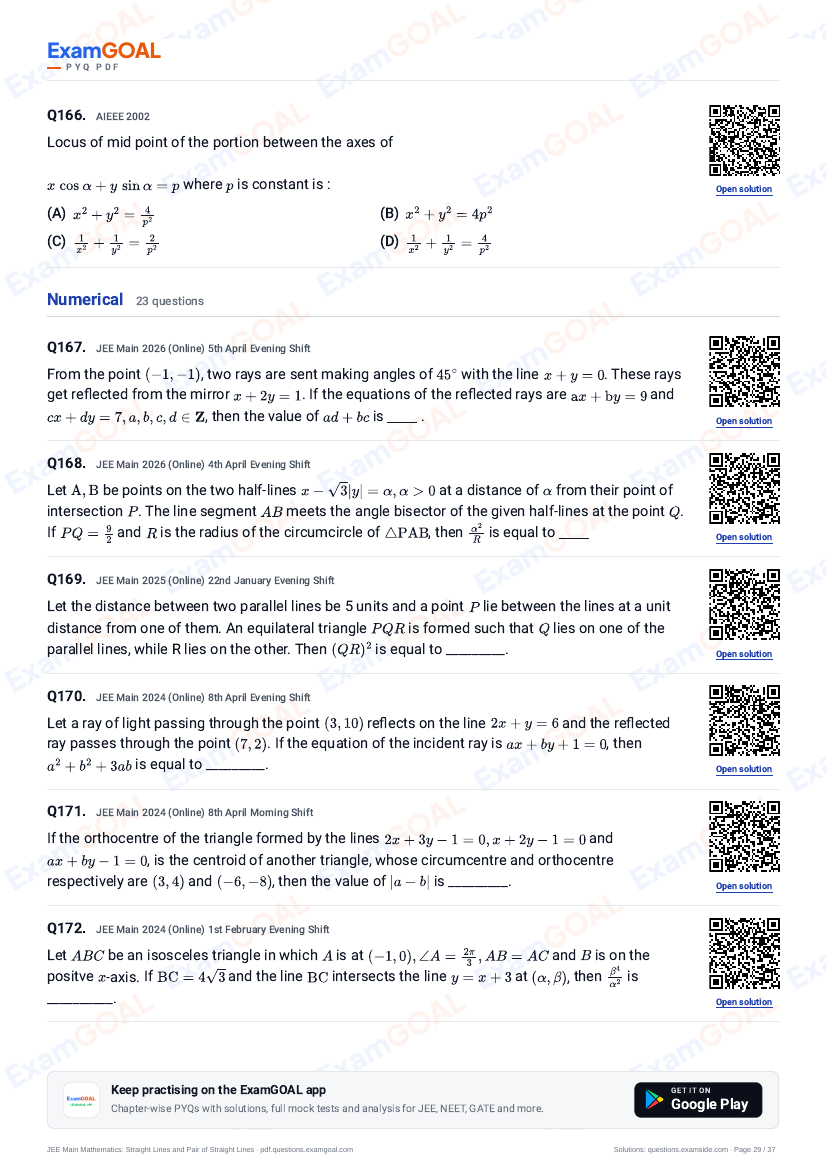 ExamGOAL
PYQ PDF
Q166. AIEEE 2002
Locus of mid point of the portion between the axes of
x cos α + y sin α = p where p is constant is :
(A) x² + y² = 4/p²
(B) x² + y² = 4p²
(C) 1/x² + 1/y² = 2/p²
(D) 1/x² + 1/y² = 4/p²
Open solution
Numerical 23 questions
Q167. JEE Main 2026 (Online) 5th April Evening Shift
From the point (−1, −1), two rays are sent making angles of 45° with the line x + y = 0. These rays
get reflected from the mirror x + 2y = 1. If the equations of the reflected rays are ax + by = 9 and
cx + dy = 7, a, b, c, d ∈ Z, then the value of ad + bc is ____ .
Open solution
Q168. JEE Main 2026 (Online) 4th April Evening Shift
Let A, B be points on the two half-lines x − √3|y| = α, α > 0 at a distance of α from their point of
intersection P. The line segment AB meets the angle bisector of the given half-lines at the point Q.
If PQ = 9/2 and R is the radius of the circumcircle of △PAB, then α²/R is equal to ____
Open solution
Q169. JEE Main 2025 (Online) 22nd January Evening Shift
Let the distance between two parallel lines be 5 units and a point P lie between the lines at a unit
distance from one of them. An equilateral triangle PQR is formed such that Q lies on one of the
parallel lines, while R lies on the other. Then (QR)² is equal to ________.
Open solution
Q170. JEE Main 2024 (Online) 8th April Evening Shift
Let a ray of light passing through the point (3, 10) reflects on the line 2x + y = 6 and the reflected
ray passes through the point (7, 2). If the equation of the incident ray is ax + by + 1 = 0, then
a² + b² + 3ab is equal to ________.
Open solution
Q171. JEE Main 2024 (Online) 8th April Morning Shift
If the orthocentre of the triangle formed by the lines 2x + 3y − 1 = 0, x + 2y − 1 = 0 and
ax + by − 1 = 0, is the centroid of another triangle, whose circumcentre and orthocentre
respectively are (3, 4) and (−6, −8), then the value of |a − b| is ________.
Open solution
Q172. JEE Main 2024 (Online) 1st February Evening Shift
Let ABC be an isosceles triangle in which A is at (−1, 0), ∠A = 2π/3, AB = AC and B is on the
positve x-axis. If BC = 4√3 and the line BC intersects the line y = x + 3 at (α, β), then β⁴/α² is
_________.
Open solution
Keep practising on the ExamGOAL app
Chapter-wise PYQs with solutions, full mock tests and analysis for JEE, NEET, GATE and more.
GET IT ON
Google Play
JEE Main Mathematics: Straight Lines and Pair of Straight Lines · pdf.questions.examgoal.com
Solutions: questions.examside.com · Page 29 / 37